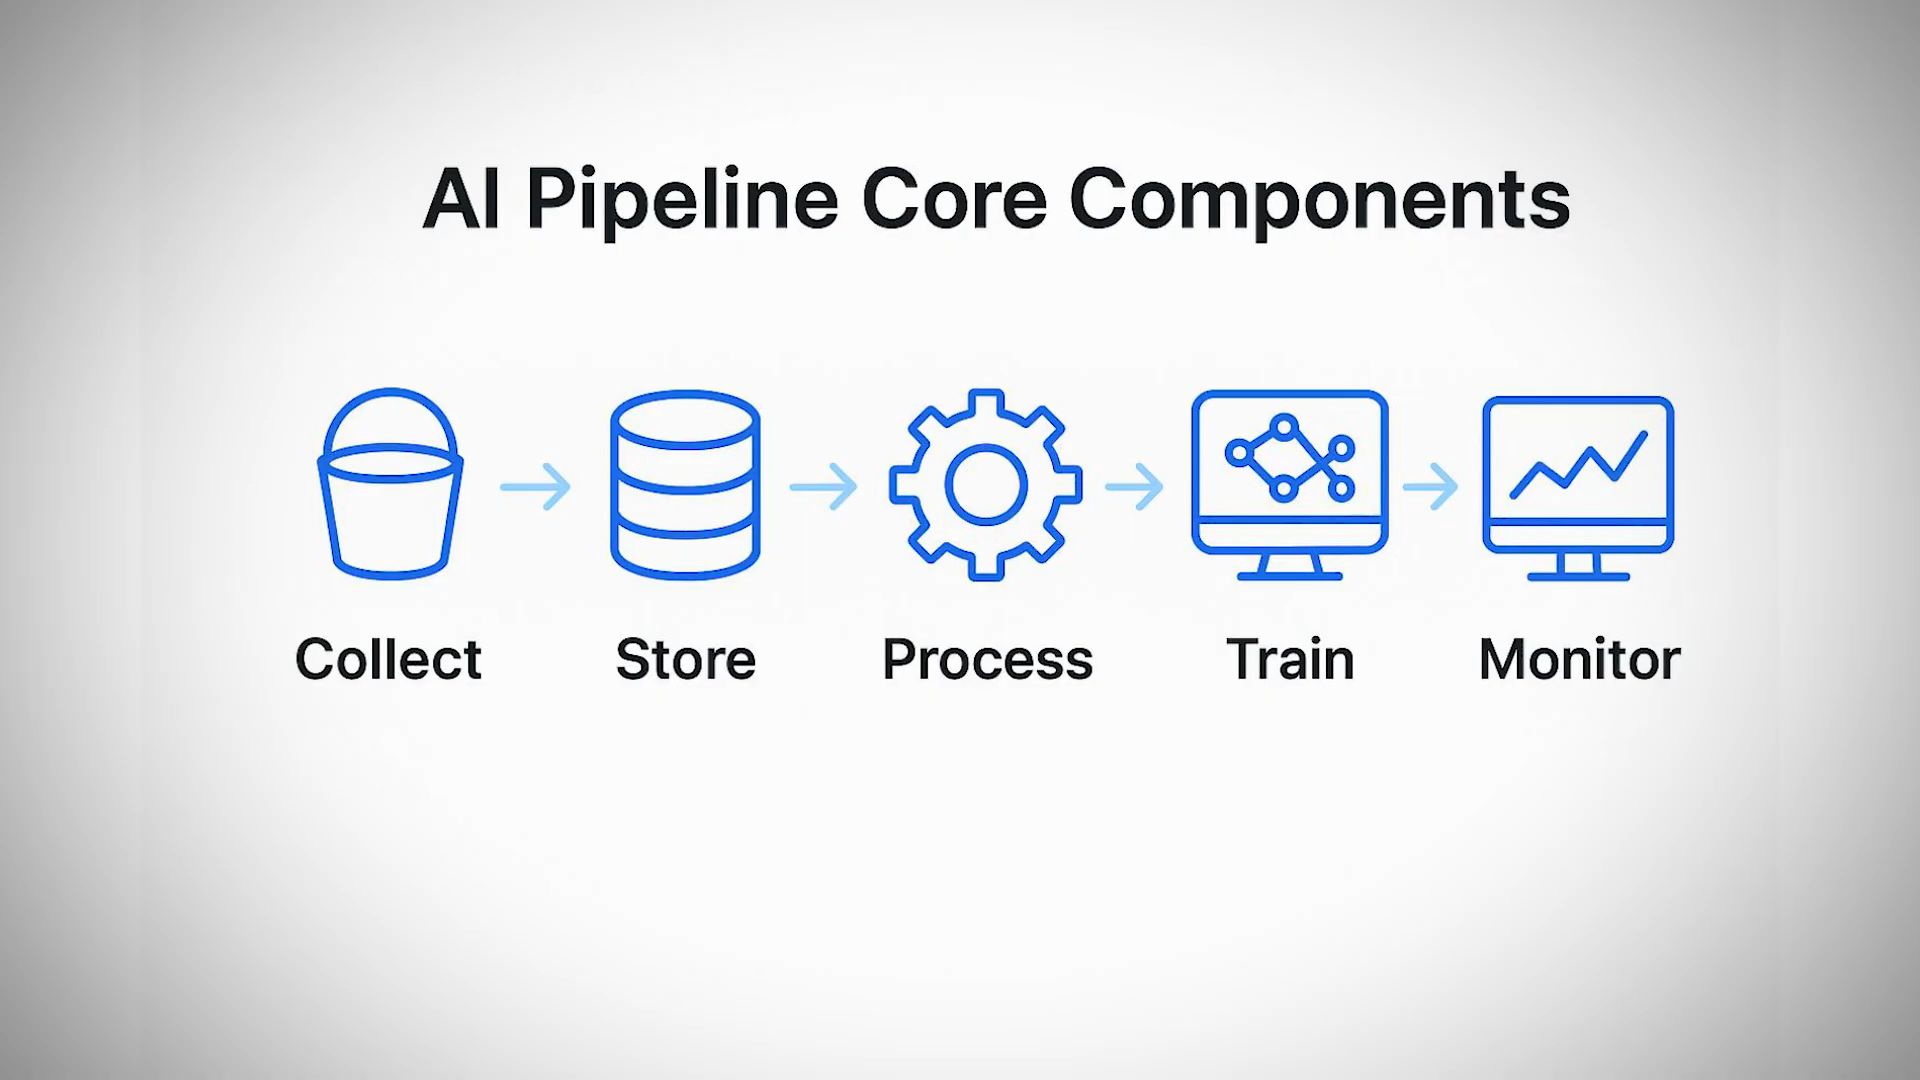 AI Pipeline Core Components
Collect
Store
Process
Train
Monitor